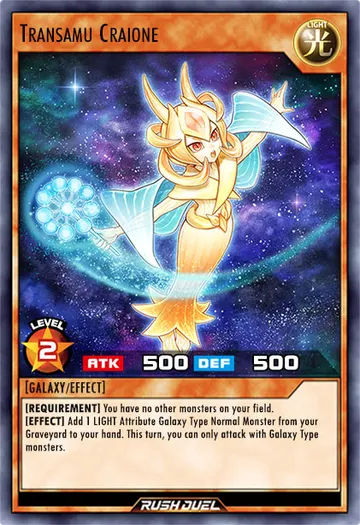 TRANSAMU CRAIONE
LIGHT
光
LEVEL
2
ATK 500 DEF 500
[GALAXY/EFFECT]
[REQUIREMENT] You have no other monsters on your field.
[EFFECT] Add 1 LIGHT Attribute Galaxy Type Normal Monster from your
Graveyard to your hand. This turn, you can only attack with Galaxy Type
monsters.
RUSH DUEL